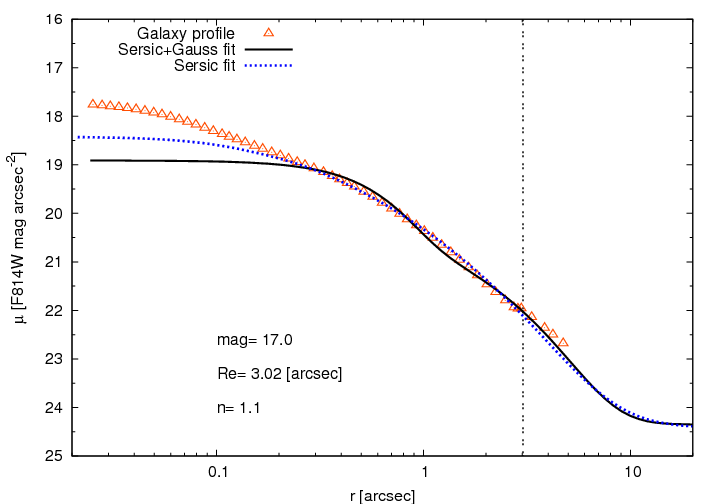 Galaxy profile
Sersic+Gauss fit
Sersic fit
16
17
18
19
20
21
22
23
24
25
μ [F814W mag arcsec-2]
mag= 17.0
Re= 3.02 [arcsec]
n= 1.1
0.1 1 10
r [arcsec]